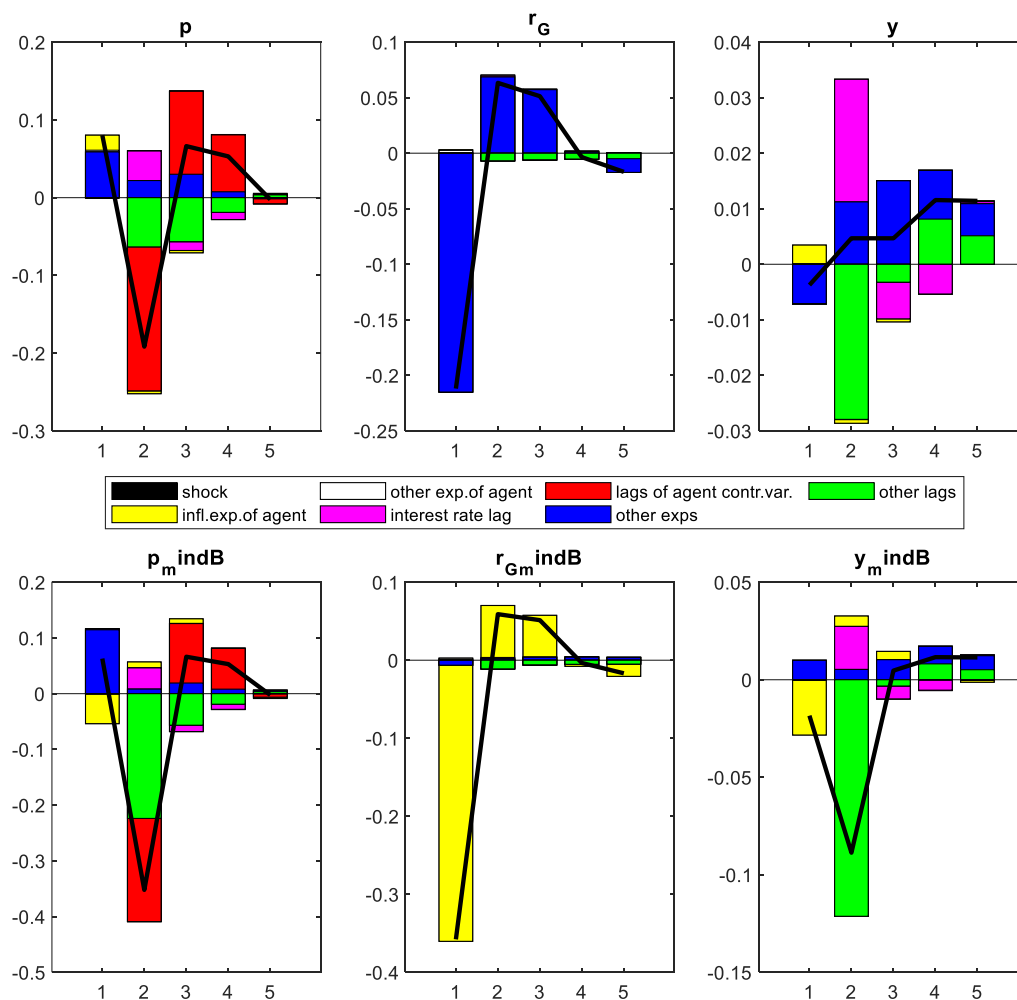 p
0.2
0.1
0
-0.1
-0.2
-0.3
1 2 3 4 5
r_G
0.1
0.05
0
-0.05
-0.1
-0.15
-0.2
-0.25
1 2 3 4 5
y
0.04
0.03
0.02
0.01
0
-0.01
-0.02
-0.03
1 2 3 4 5
shock other exp.of agent lags of agent contr.var. other lags
infl.exp.of agent interest rate lag other exps
p_mindB
0.2
0.1
0
-0.1
-0.2
-0.3
-0.4
-0.5
1 2 3 4 5
r_GmindB
0.1
0
-0.1
-0.2
-0.3
-0.4
1 2 3 4 5
y_mindB
0.05
0
-0.05
-0.1
-0.15
1 2 3 4 5